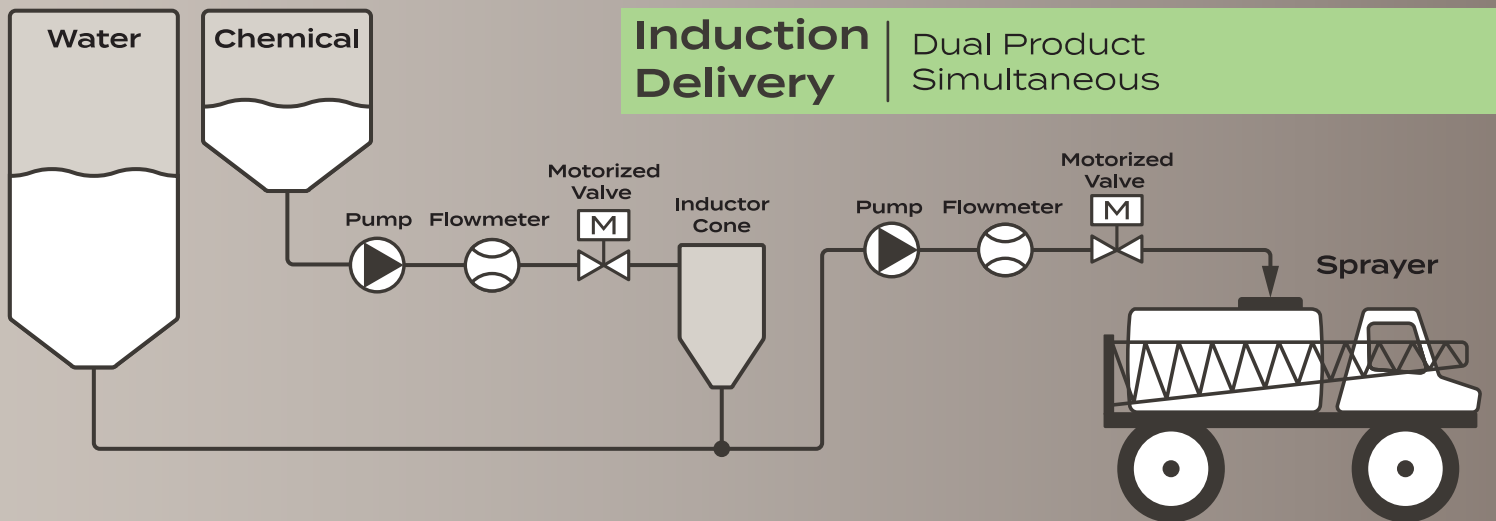 Water
Chemical
Induction
Delivery
Dual Product
Simultaneous
Pump
Flowmeter
Motorized
Valve
M
Inductor
Cone
Pump
Flowmeter
Motorized
Valve
M
Sprayer